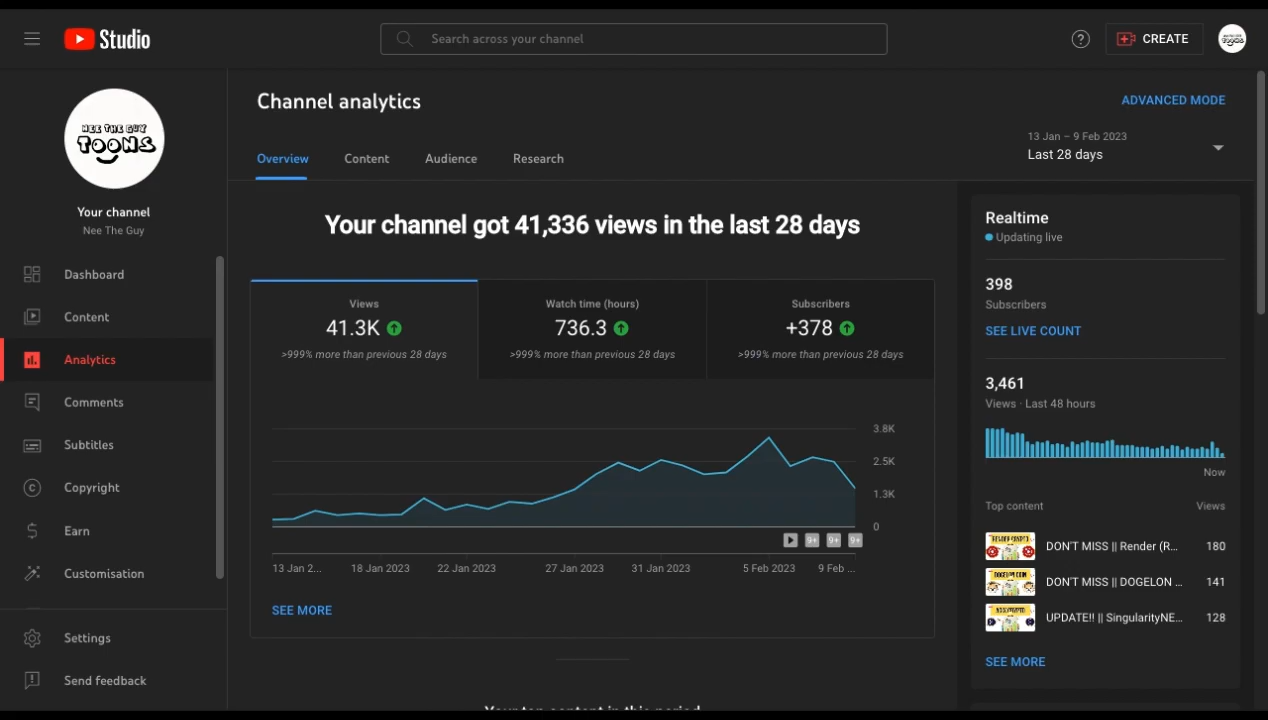 Studio
Search across your channel
CREATE
NEE THE GUY
TOONS
Your channel
Nee The Guy
Dashboard
Content
Analytics
Comments
Subtitles
Copyright
Earn
Customisation
Settings
Send feedback
Channel analytics
ADVANCED MODE
Overview
Content
Audience
Research
13 Jan – 9 Feb 2023
Last 28 days
Your channel got 41,336 views in the last 28 days
Views
41.3K
>999% more than previous 28 days
Watch time (hours)
736.3
>999% more than previous 28 days
Subscribers
+378
>999% more than previous 28 days
3.8K
2.5K
1.3K
0
9+ 9+ 9+
13 Jan 2... 18 Jan 2023 22 Jan 2023 27 Jan 2023 31 Jan 2023 5 Feb 2023 9 Feb ...
SEE MORE
Your top content in this period
Realtime
Updating live
398
Subscribers
SEE LIVE COUNT
3,461
Views · Last 48 hours
Now
Top content Views
DON'T MISS || Render (R... 180
DON'T MISS || DOGELON ... 141
UPDATE!! || SingularityNE... 128
SEE MORE